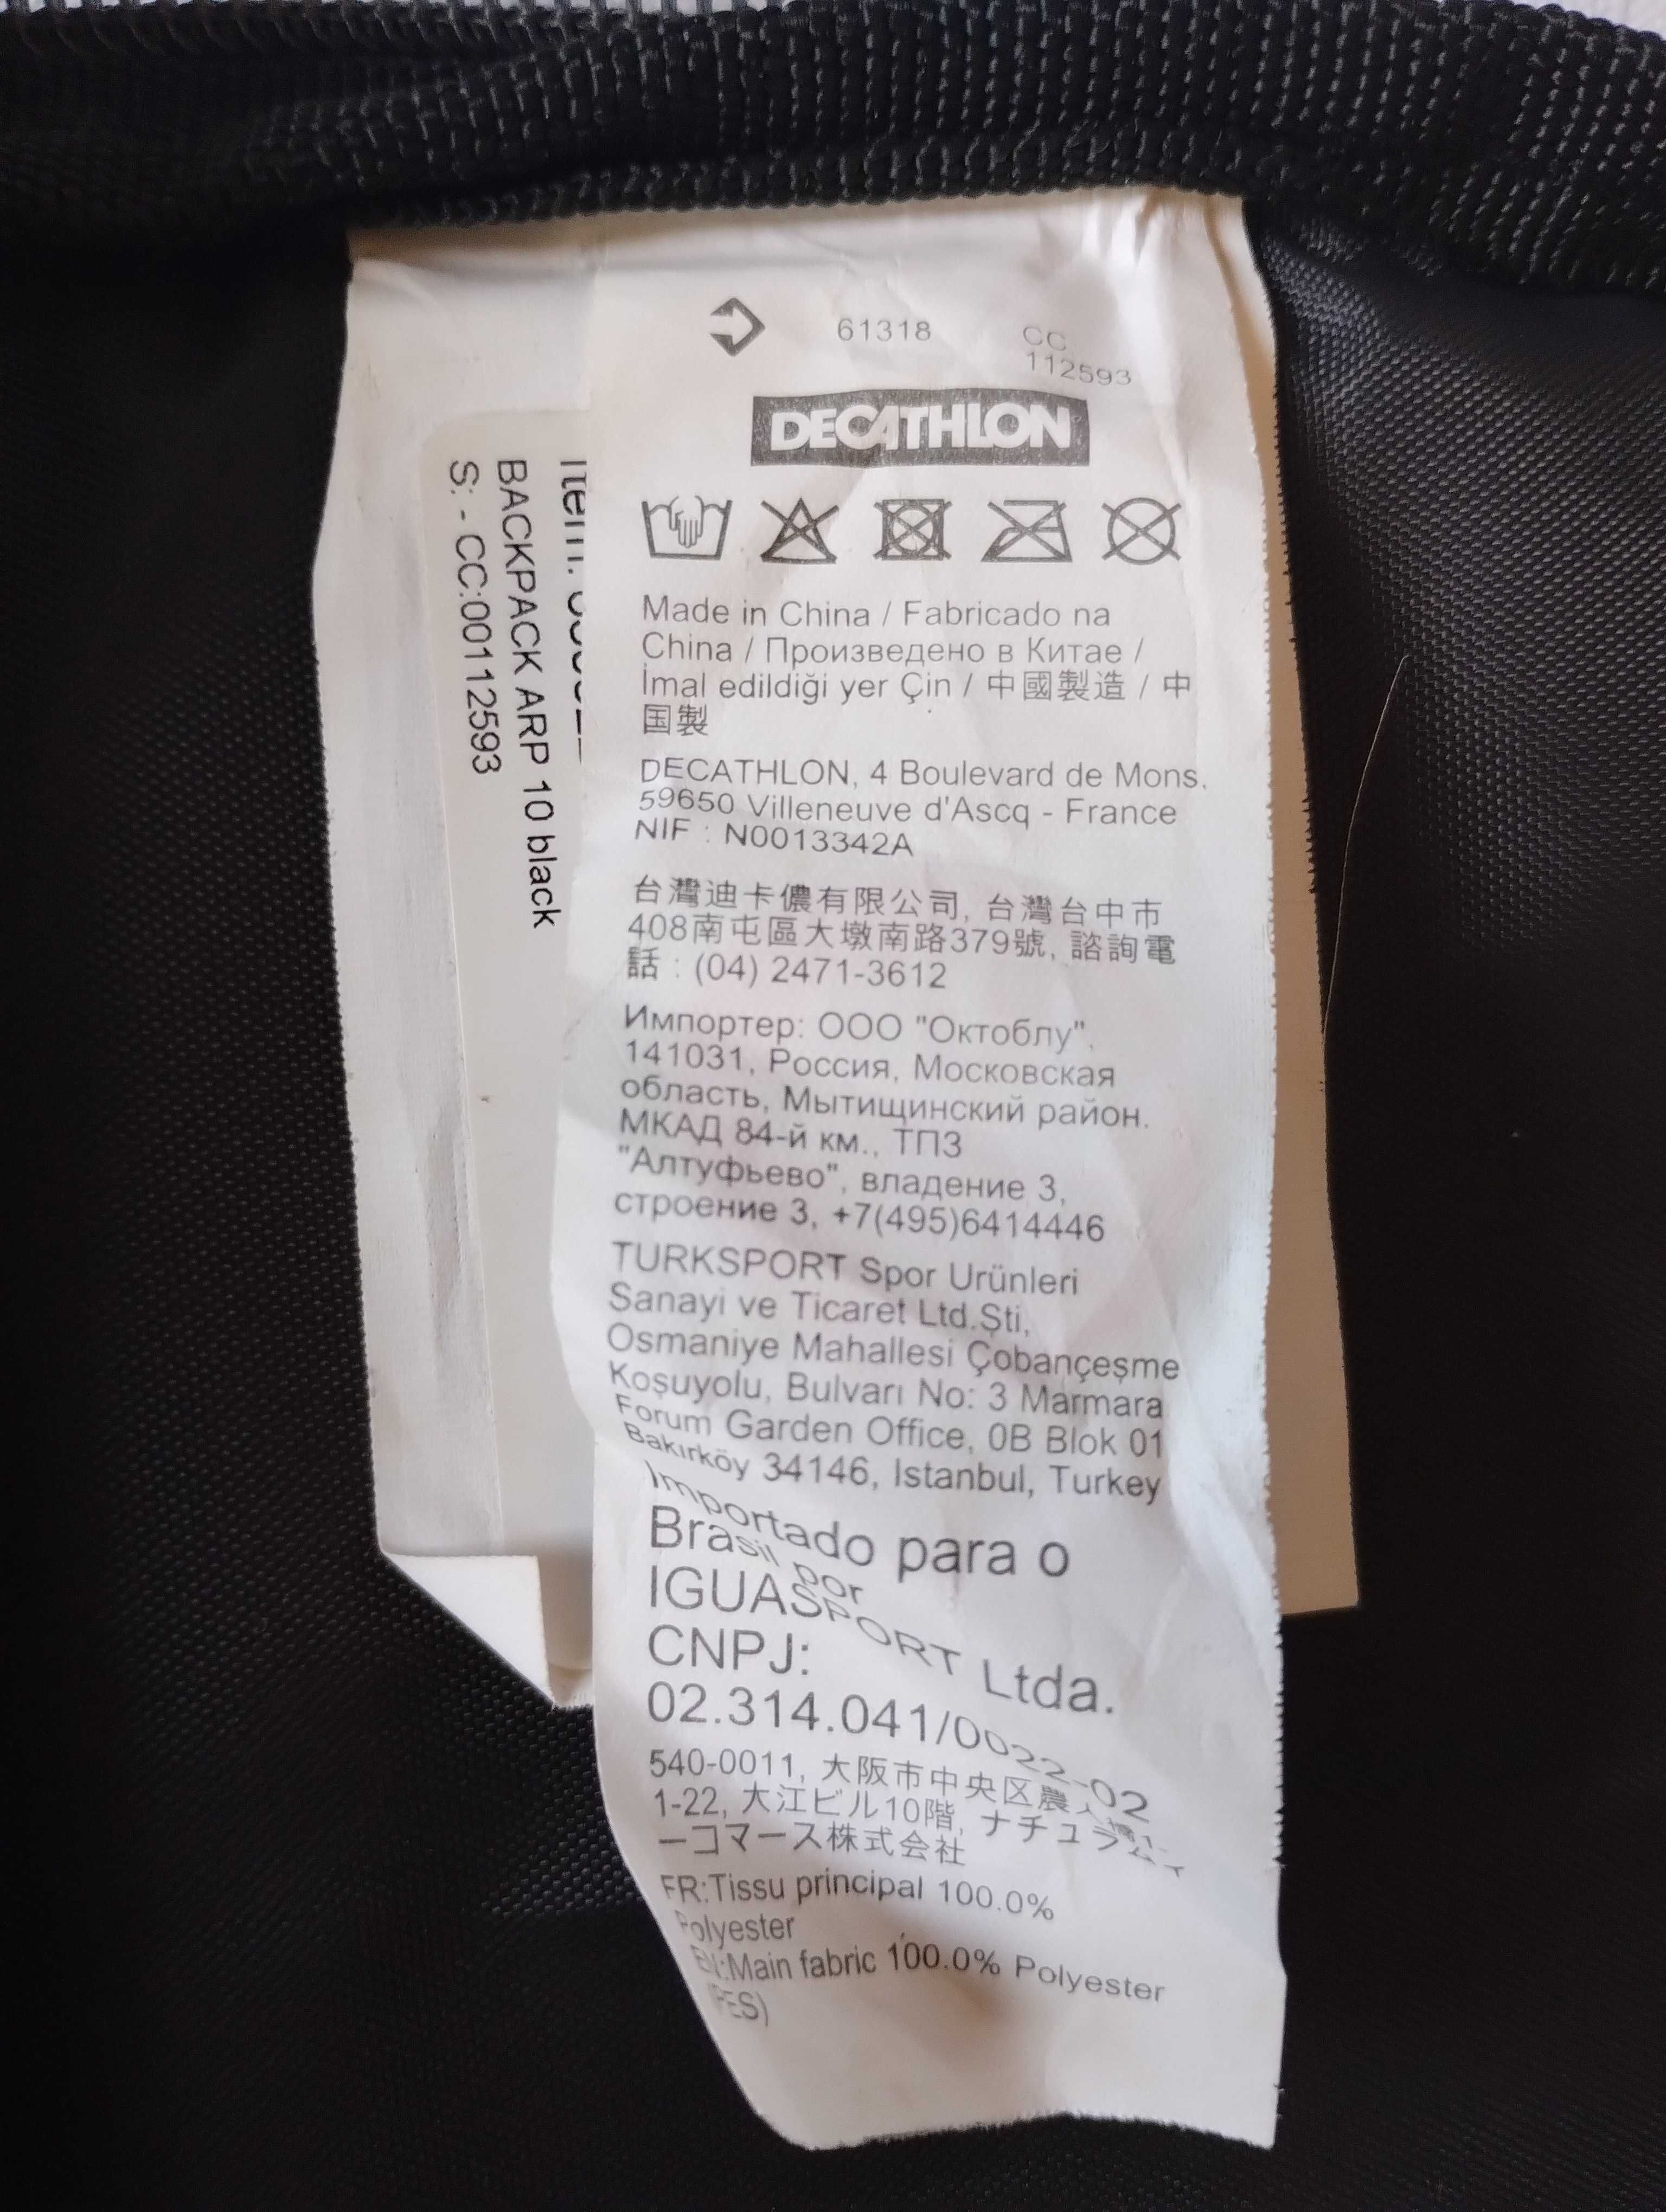 61318
CC
112593
DECATHLON
Made in China / Fabricado na
China / Произведено в Китае /
İmal edildiği yer Çin / 中國製造 / 中
国製
DECATHLON, 4 Boulevard de Mons.
59650 Villeneuve d'Ascq - France
NIF : N0013342A
台灣迪卡儂有限公司, 台灣台中市
408南屯區大墩南路379號, 諮詢電
話 : (04) 2471-3612
Импортер: ООО "Октоблу",
141031, Россия, Московская
область, Мытищинский район.
МКАД 84-й км., ТПЗ
"Алтуфьево", владение 3,
строение 3, +7(495)6414446
TURKSPORT Spor Urünleri
Sanayi ve Ticaret Ltd.Şti,
Osmaniye Mahallesi Çobançeşme
Koşuyolu, Bulvarı No: 3 Marmara
Forum Garden Office, 0B Blok 01
Bakırköy 34146, Istanbul, Turkey
Importado para o
Brasil por
IGUASPORT Ltda.
CNPJ:
02.314.041/0022-02
540-0011, 大阪市中央区農人橋1-
1-22, 大江ビル10階, ナチュラム・イ
ーコマース株式会社
FR:Tissu principal 100.0%
Polyester
EN:Main fabric 100.0% Polyester
(PES)
Item:
BACKPACK ARP 10 black
S: - CC:00112593